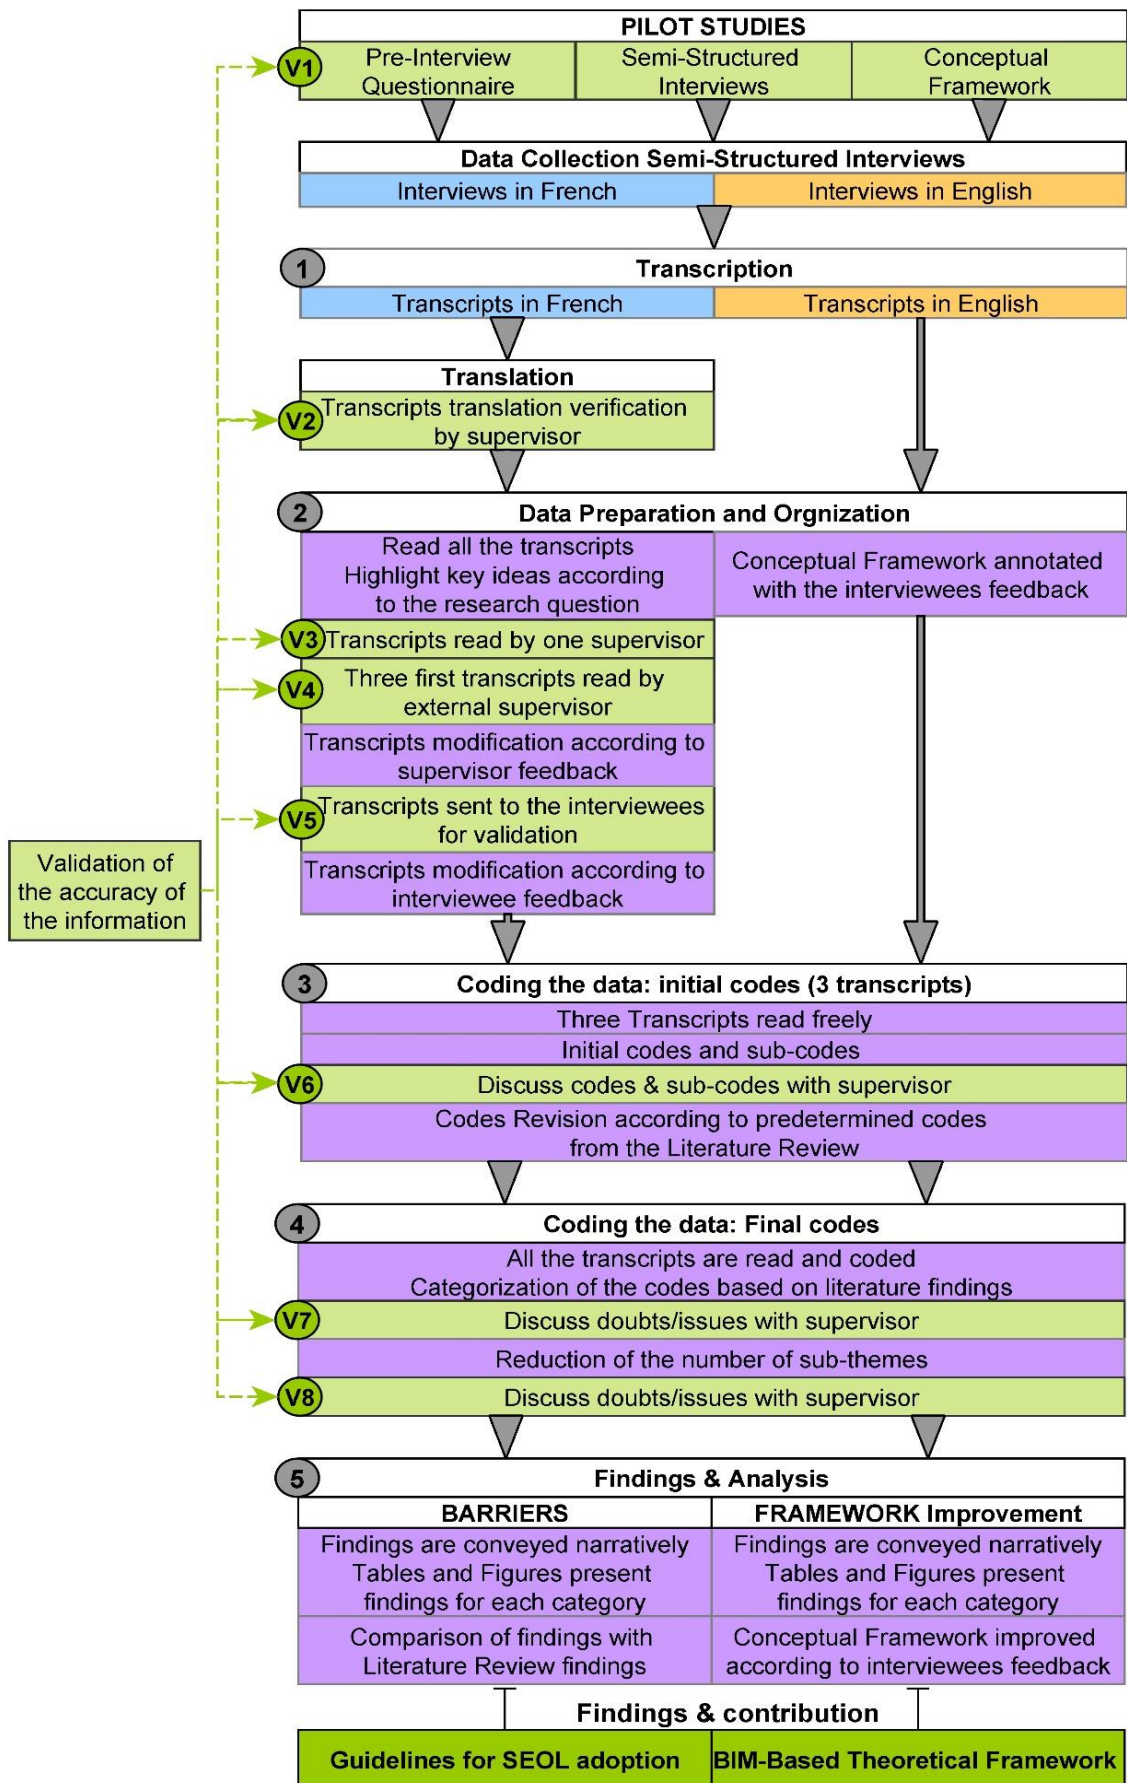 PILOT STUDIES
V1
Pre-Interview
Questionnaire
Semi-Structured
Interviews
Conceptual
Framework
Data Collection Semi-Structured Interviews
Interviews in French
Interviews in English
1
Transcription
Transcripts in French
Transcripts in English
Translation
V2
Transcripts translation verification
by supervisor
2
Data Preparation and Orgnization
Read all the transcripts
Highlight key ideas according
to the research question
Conceptual Framework annotated
with the interviewees feedback
V3
Transcripts read by one supervisor
V4
Three first transcripts read by
external supervisor
Transcripts modification according to
supervisor feedback
V5
Transcripts sent to the interviewees
for validation
Transcripts modification according to
interviewee feedback
Validation of
the accuracy of
the information
3
Coding the data: initial codes (3 transcripts)
Three Transcripts read freely
Initial codes and sub-codes
V6
Discuss codes & sub-codes with supervisor
Codes Revision according to predetermined codes
from the Literature Review
4
Coding the data: Final codes
All the transcripts are read and coded
Categorization of the codes based on literature findings
V7
Discuss doubts/issues with supervisor
Reduction of the number of sub-themes
V8
Discuss doubts/issues with supervisor
5
Findings & Analysis
BARRIERS
Findings are conveyed narratively
Tables and Figures present
findings for each category
Comparison of findings with
Literature Review findings
FRAMEWORK Improvement
Findings are conveyed narratively
Tables and Figures present
findings for each category
Conceptual Framework improved
according to interviewees feedback
Findings & contribution
Guidelines for SEOL adoption
BIM-Based Theoretical Framework